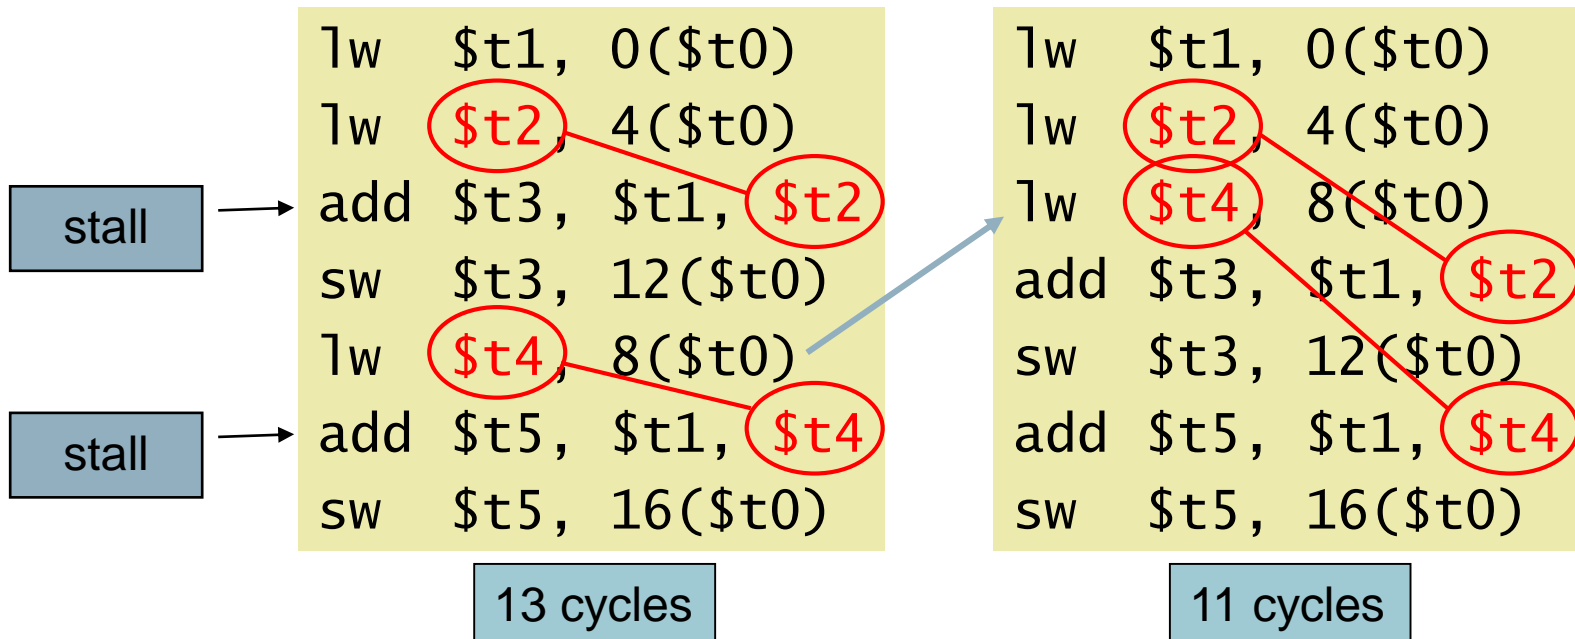 lw $t1, 0($t0)
lw $t2, 4($t0)
stall
add $t3, $t1, $t2
sw $t3, 12($t0)
lw $t4, 8($t0)
stall
add $t5, $t1, $t4
sw $t5, 16($t0)
13 cycles
lw $t1, 0($t0)
lw $t2, 4($t0)
lw $t4, 8($t0)
add $t3, $t1, $t2
sw $t3, 12($t0)
add $t5, $t1, $t4
sw $t5, 16($t0)
11 cycles